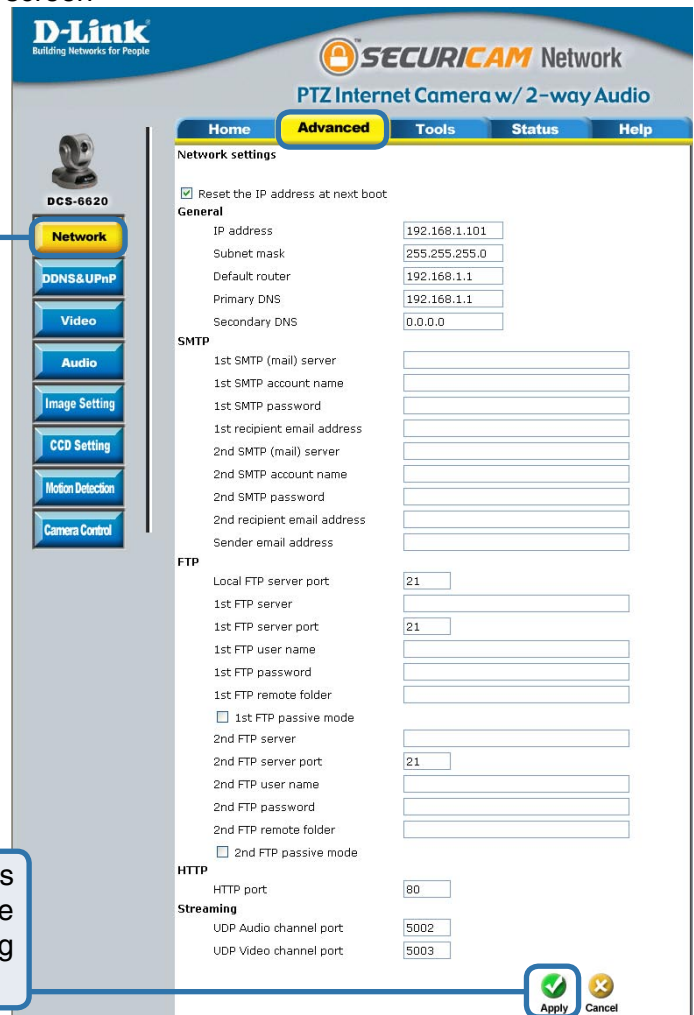 screen
D-Link
Building Networks for People
SECURICAM Network
PTZ Internet Camera w/ 2-way Audio
Home Advanced Tools Status Help
DCS-6620
Network
DDNS&UPnP
Video
Audio
Image Setting
CCD Setting
Motion Detection
Camera Control
Network settings
Reset the IP address at next boot
General
IP address 192.168.1.101
Subnet mask 255.255.255.0
Default router 192.168.1.1
Primary DNS 192.168.1.1
Secondary DNS 0.0.0.0
SMTP
1st SMTP (mail) server
1st SMTP account name
1st SMTP password
1st recipient email address
2nd SMTP (mail) server
2nd SMTP account name
2nd SMTP password
2nd recipient email address
Sender email address
FTP
Local FTP server port 21
1st FTP server
1st FTP server port 21
1st FTP user name
1st FTP password
1st FTP remote folder
1st FTP passive mode
2nd FTP server
2nd FTP server port 21
2nd FTP user name
2nd FTP password
2nd FTP remote folder
2nd FTP passive mode
HTTP
HTTP port 80
Streaming
UDP Audio channel port 5002
UDP Video channel port 5003
Apply Cancel